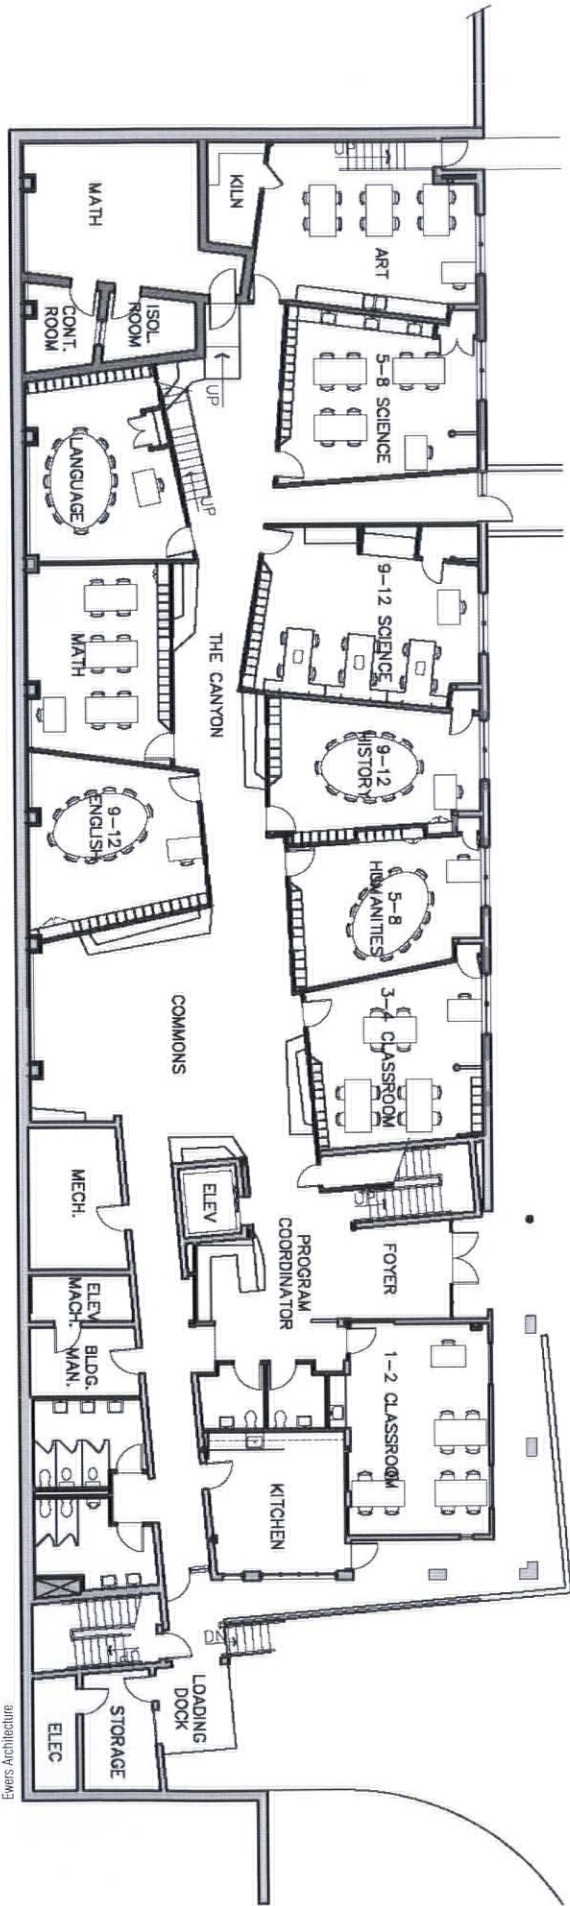 MATH
KILN
ART
CONT.
ROOM
ISOL.
ROOM
5-8 SCIENCE
UP
UP
LANGUAGE
9-12 SCIENCE
MATH
THE CANYON
9-12
HISTORY
9-12
ENGLISH
5-8
HUMANITIES
3-4 CLASSROOM
COMMONS
MECH.
ELEV
PROGRAM
COORDINATOR
FOYER
ELEV
MACH.
BLDG.
MAN.
1-2 CLASSROOM
KITCHEN
DN
LOADING
DOCK
STORAGE
ELEC
Ewers Architecture